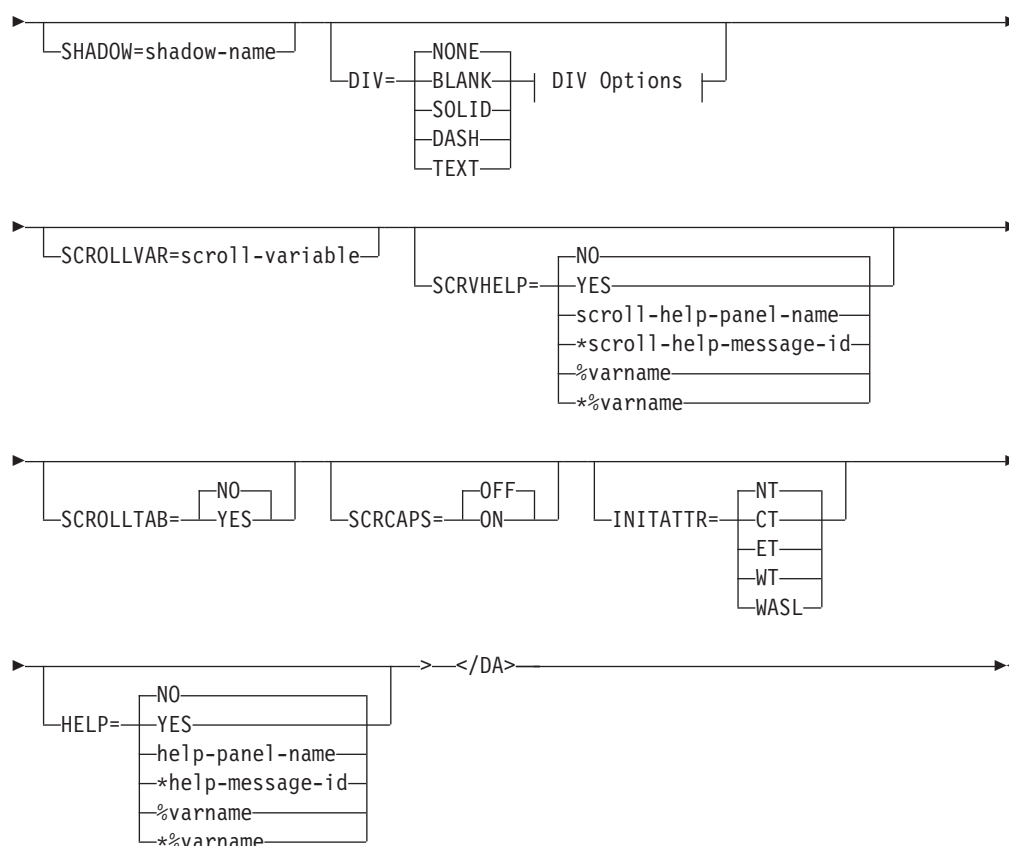 SHADOW=shadow-name
DIV= NONE
BLANK DIV Options
SOLID
DASH
TEXT
SCROLLVAR=scroll-variable
SCRVHELP= NO
YES
scroll-help-panel-name
*scroll-help-message-id
%varname
*%varname
SCROLLTAB= NO
YES
SCRCAPS= OFF
ON
INITATTR= NT
CT
ET
WT
WASL
HELP= NO
YES
help-panel-name
*help-message-id
%varname
*%varname
> </DA>